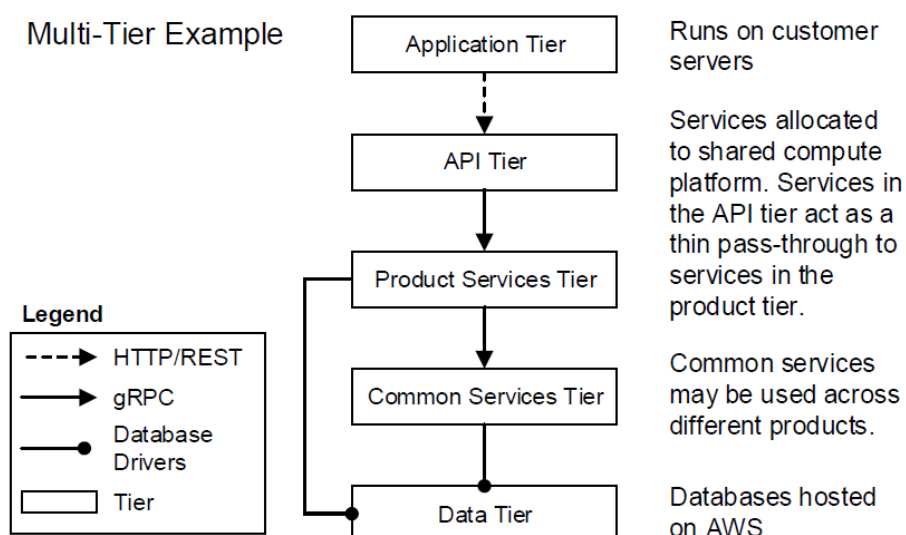 Multi-Tier Example
Application Tier
Runs on customer
servers
API Tier
Services allocated
to shared compute
platform. Services in
the API tier act as a
thin pass-through to
services in the
product tier.
Product Services Tier
Common Services Tier
Common services
may be used across
different products.
Data Tier
Databases hosted
on AWS
Legend
HTTP/REST
gRPC
Database
Drivers
Tier